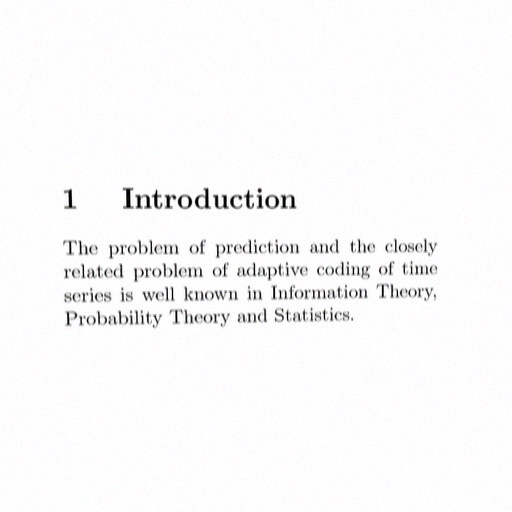 1 Introduction
The problem of prediction and the closely
related problem of adaptive coding of time
series is well known in Information Theory,
Probability Theory and Statistics.